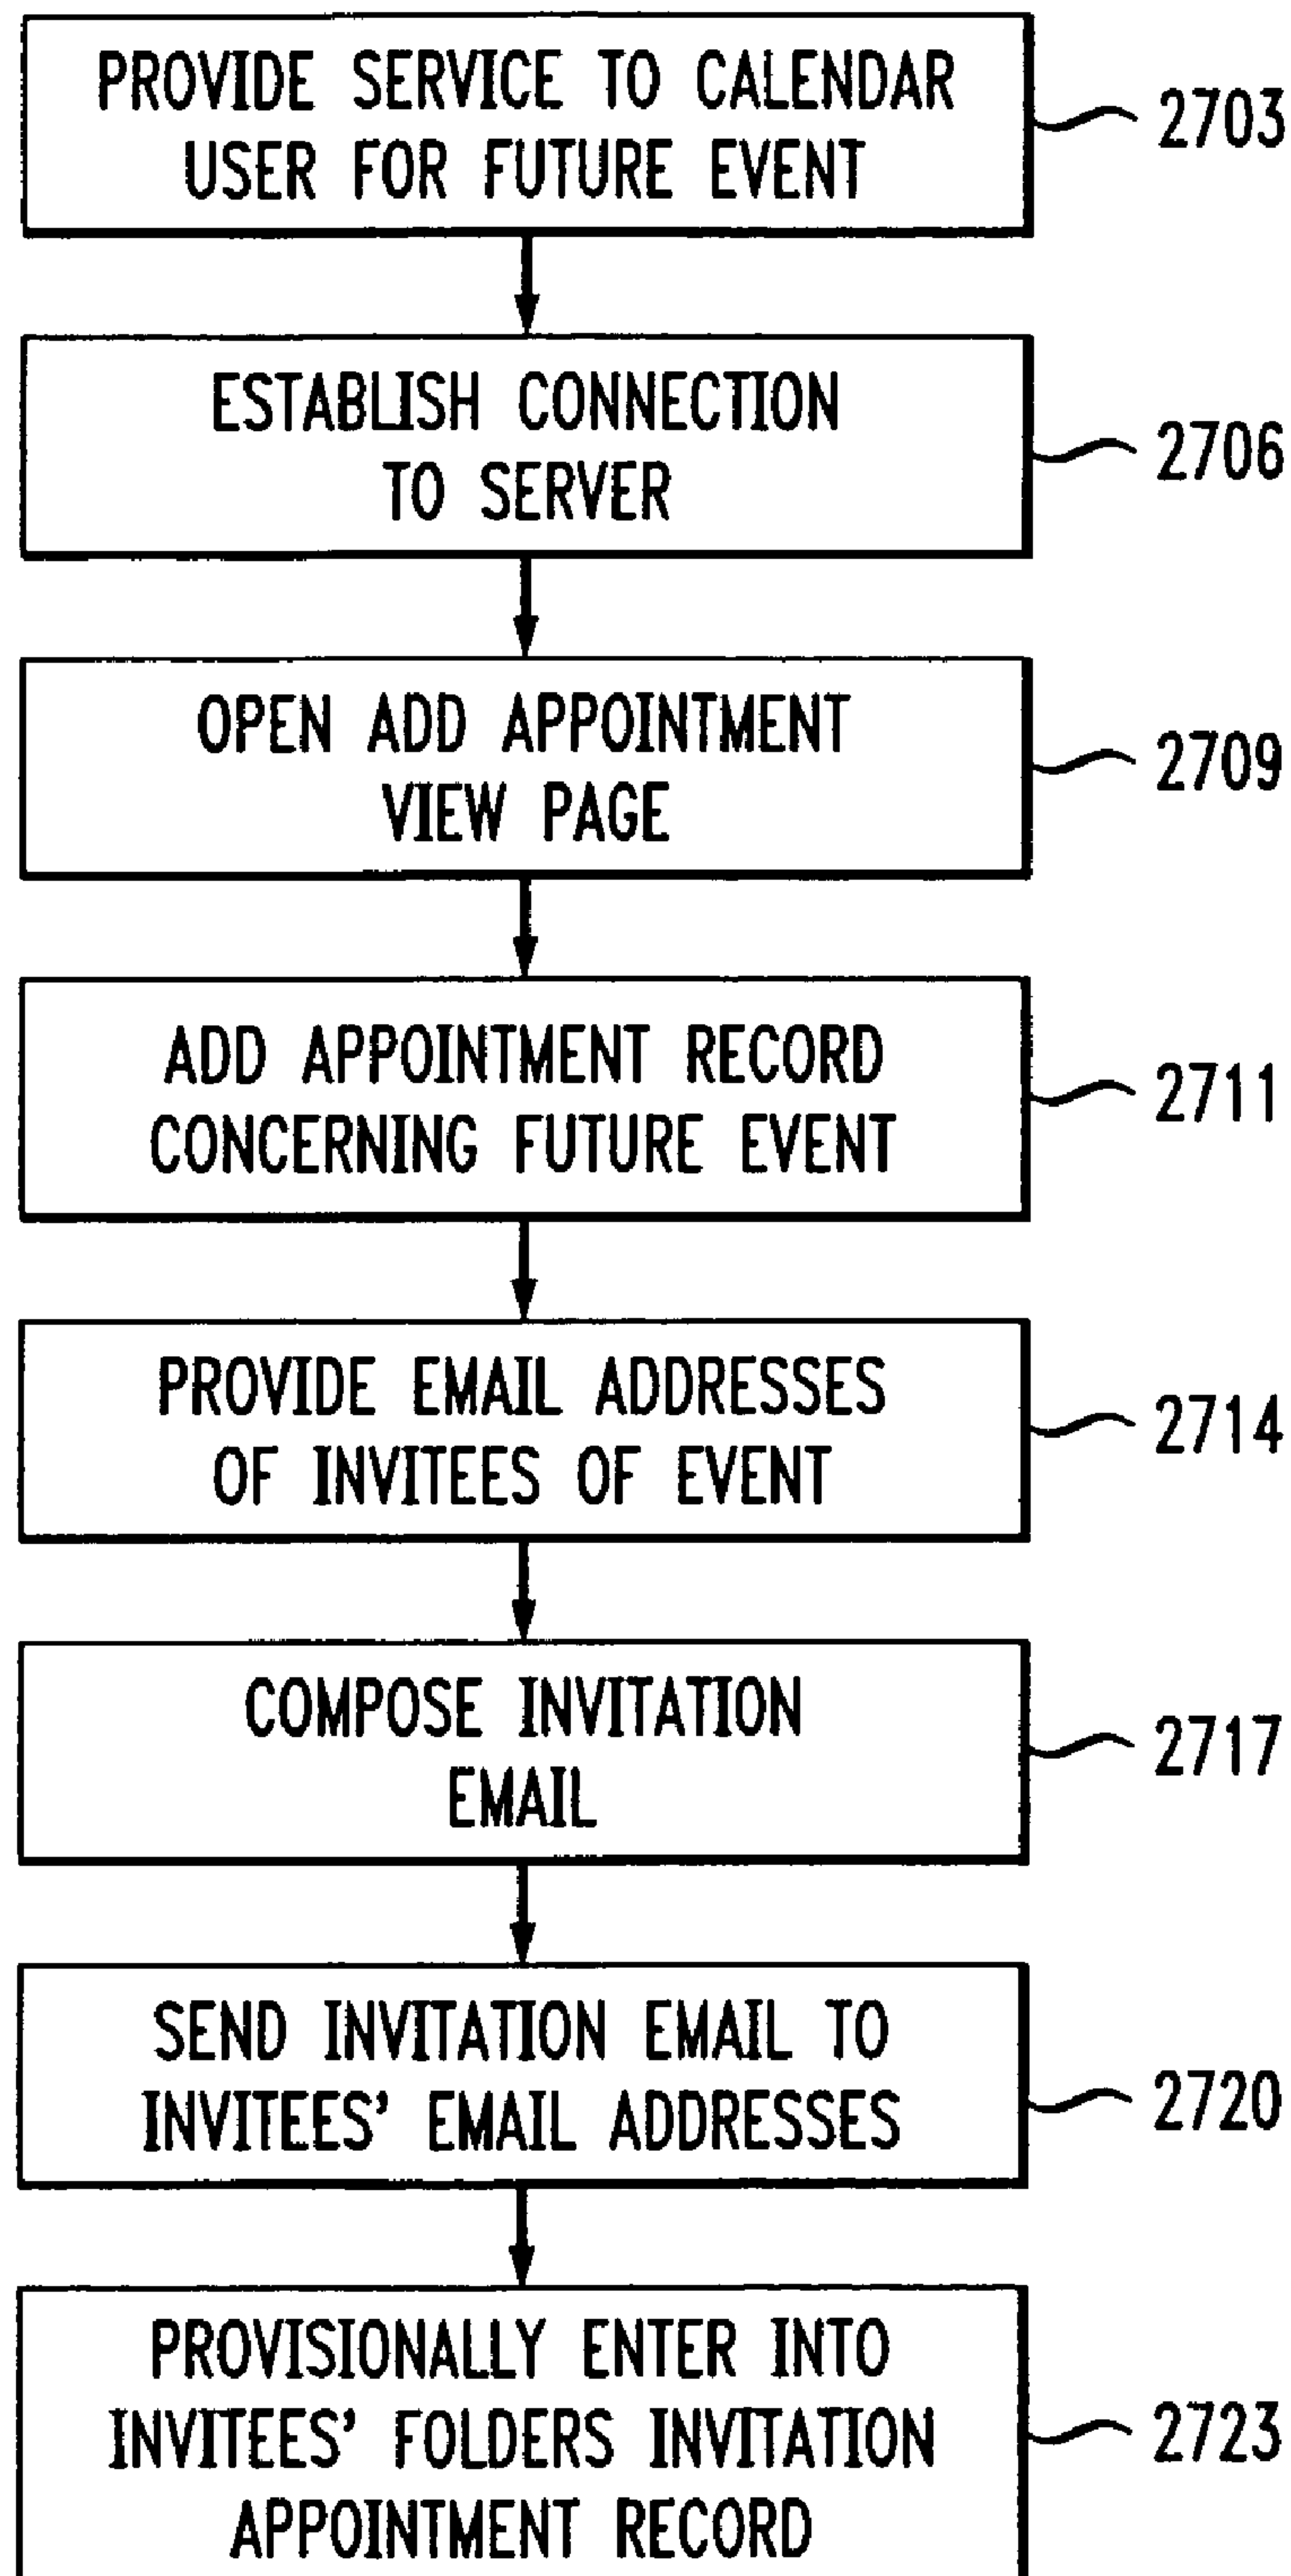 PROVIDE SERVICE TO CALENDAR
USER FOR FUTURE EVENT
2703
ESTABLISH CONNECTION
TO SERVER
2706
OPEN ADD APPOINTMENT
VIEW PAGE
2709
ADD APPOINTMENT RECORD
CONCERNING FUTURE EVENT
2711
PROVIDE EMAIL ADDRESSES
OF INVITEES OF EVENT
2714
COMPOSE INVITATION
EMAIL
2717
SEND INVITATION EMAIL TO
INVITEES' EMAIL ADDRESSES
2720
PROVISIONALLY ENTER INTO
INVITEES' FOLDERS INVITATION
APPOINTMENT RECORD
2723